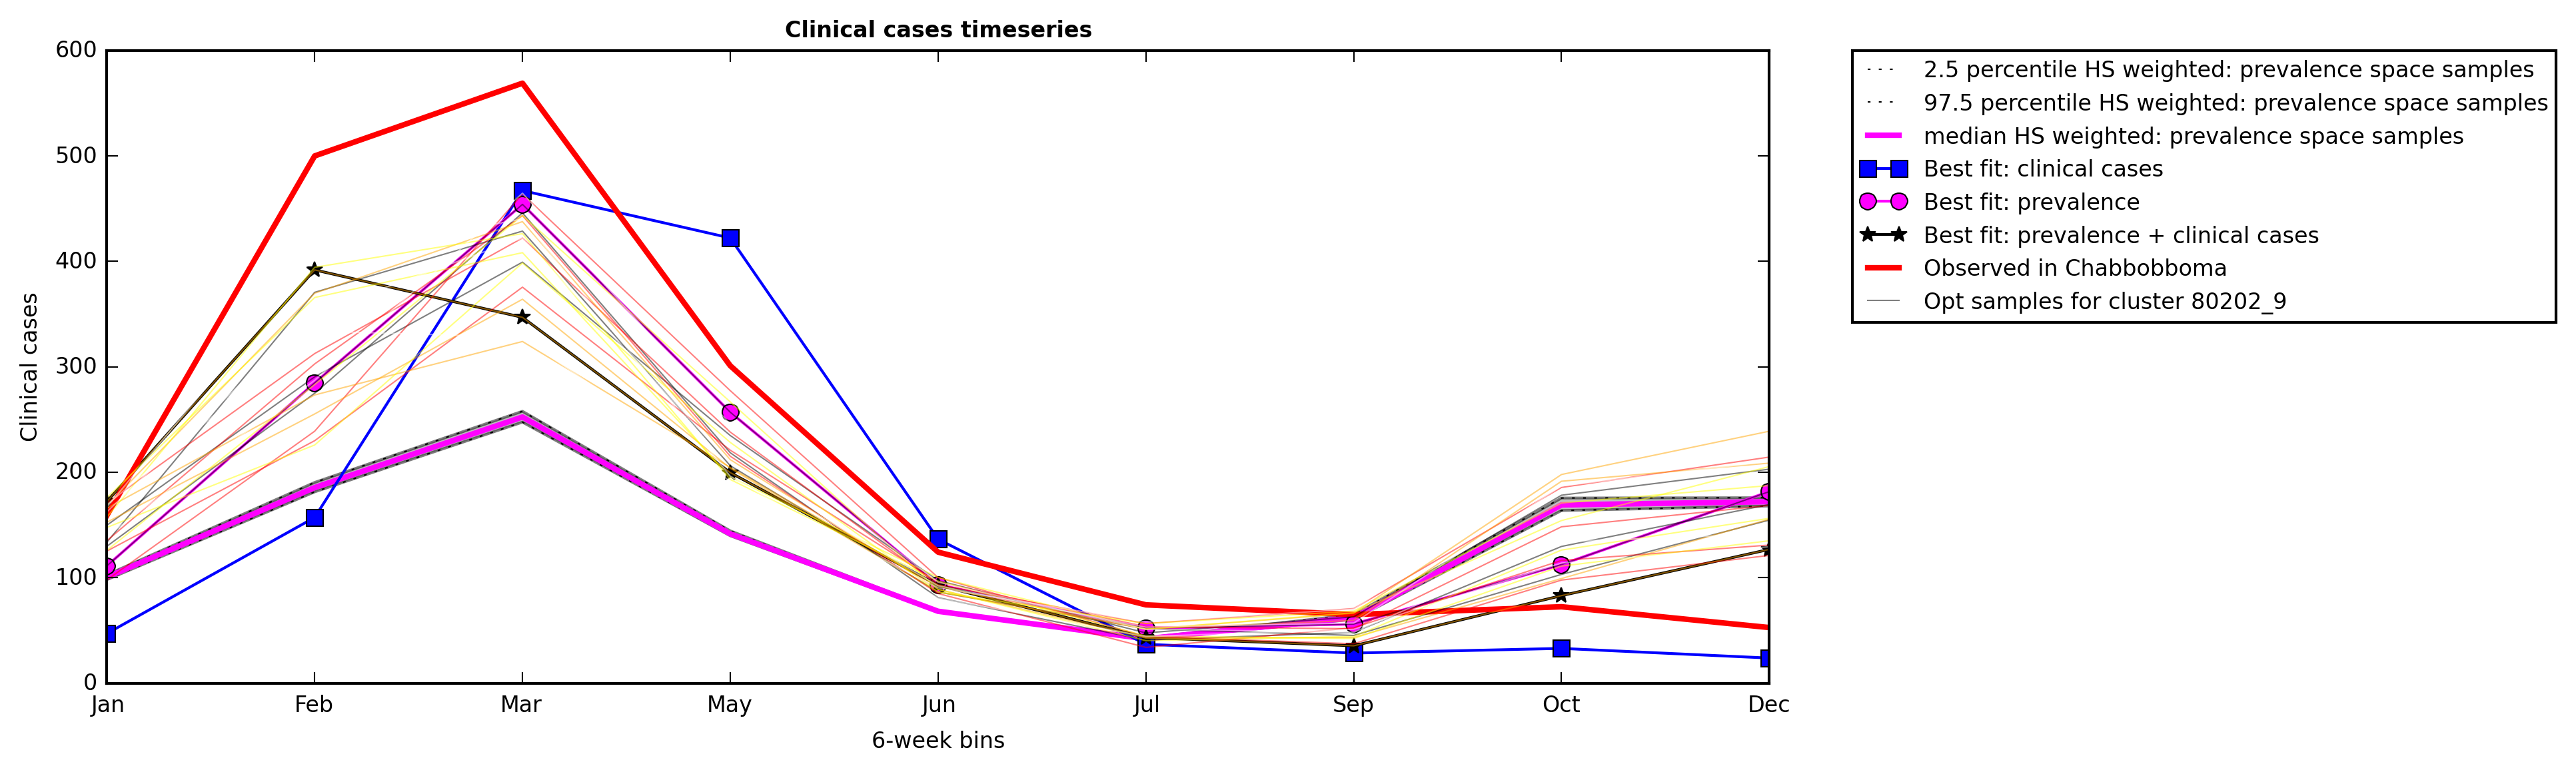 Clinical cases timeseries
600
500
400
300
200
100
0
Clinical cases
Jan Feb Mar May Jun Jul Sep Oct Dec
6-week bins
2.5 percentile HS weighted: prevalence space samples
97.5 percentile HS weighted: prevalence space samples
median HS weighted: prevalence space samples
Best fit: clinical cases
Best fit: prevalence
Best fit: prevalence + clinical cases
Observed in Chabbobboma
Opt samples for cluster 80202_9